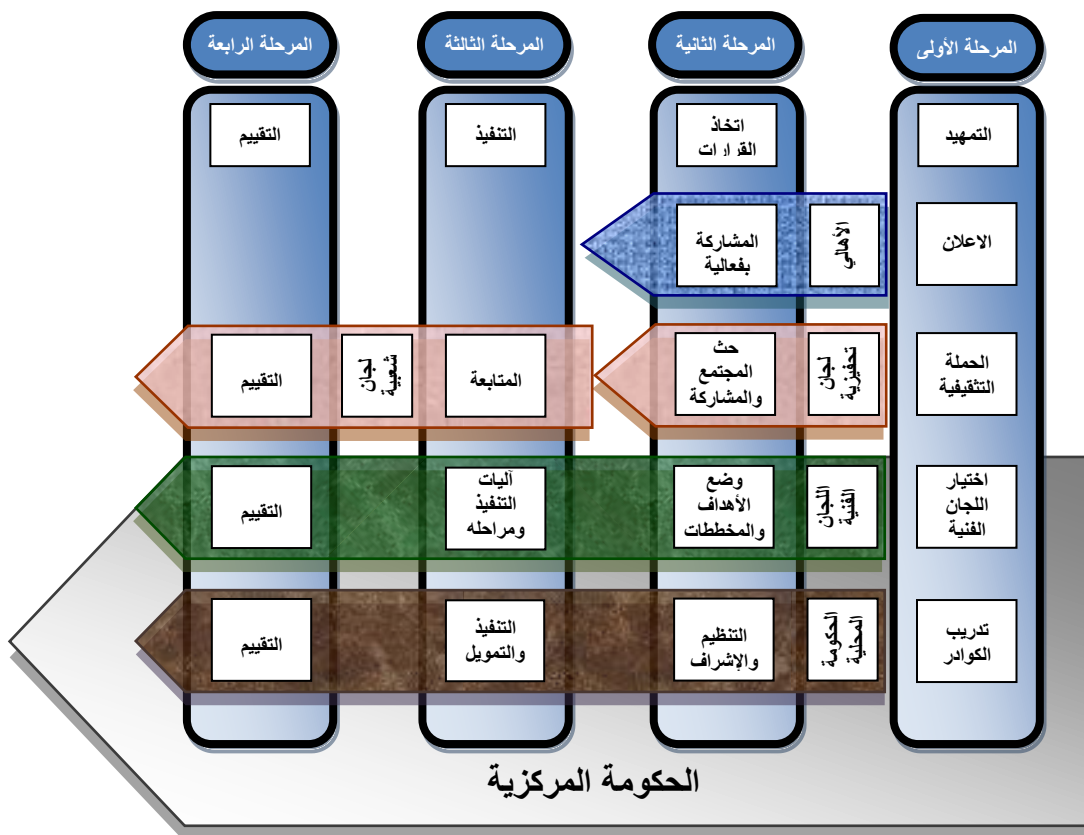 المرحلة الأولى
المرحلة الثانية
المرحلة الثالثة
المرحلة الرابعة
التمهيد
اتخاذ
القرارات
التنفيذ
التقييم
الاعلان
الأهالي
المشاركة
بفعالية
الحملة
التثقيفية
لجان
تحفيزية
حث
المجتمع
والمشاركة
المتابعة
لجان
شعبية
التقييم
اختيار
اللجان
الفنية
اللجان
الفنية
وضع
الأهداف
والمخططات
آليات
التنفيذ
ومراحله
التقييم
تدريب
الكوادر
الحكومة
المحلية
التنظيم
والإشراف
التنفيذ
والتمويل
التقييم
الحكومة المركزية